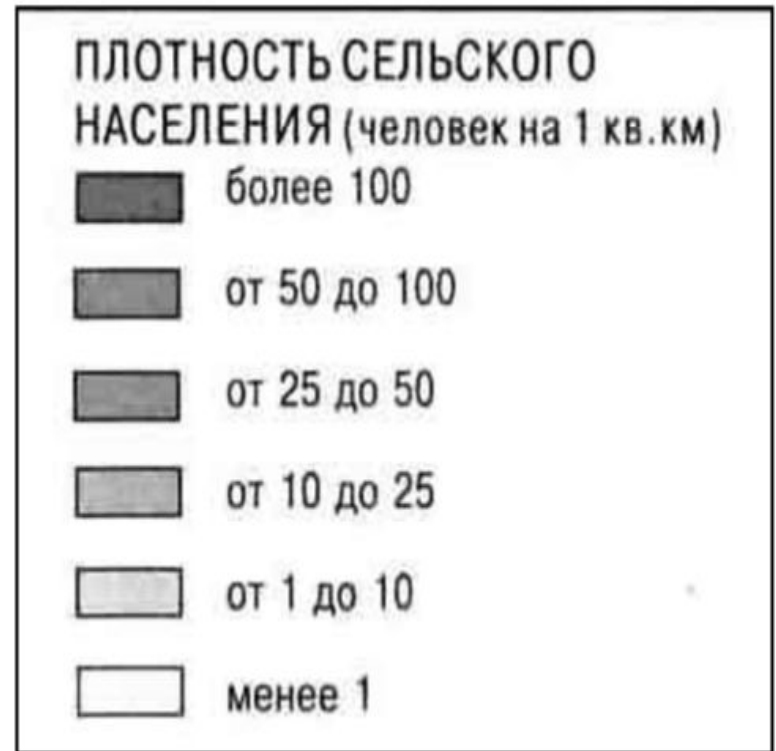 ПЛОТНОСТЬ СЕЛЬСКОГО
НАСЕЛЕНИЯ (человек на 1 кв.км)
более 100
от 50 до 100
от 25 до 50
от 10 до 25
от 1 до 10
менее 1